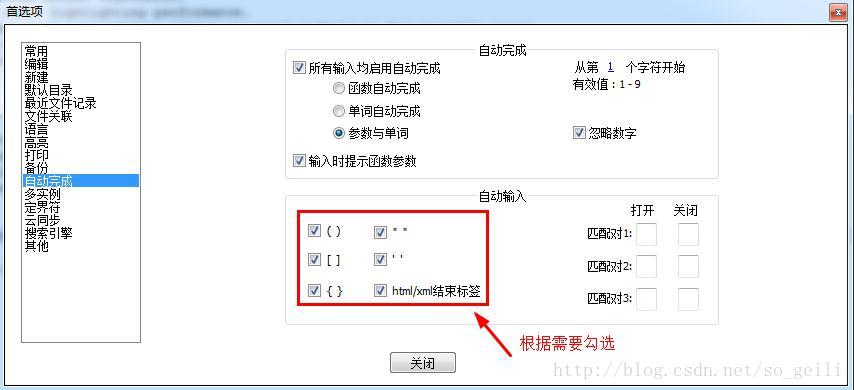 首选项
highlighting performance.
常用
编辑
新建
默认目录
最近文件记录
文件关联
语言
高亮
打印
备份
自动完成
多实例
定界符
云同步
搜索引擎
其他
自动完成
所有输入均启用自动完成
函数自动完成
单词自动完成
参数与单词
输入时提示函数参数
从第 1 个字符开始
有效值：1-9
忽略数字
自动输入
( ) " "
[ ] ' '
{ } html/xml结束标签
打开 关闭
匹配对1:
匹配对2:
匹配对3:
根据需要勾选
关闭
http://blog.csdn.net/so_geili